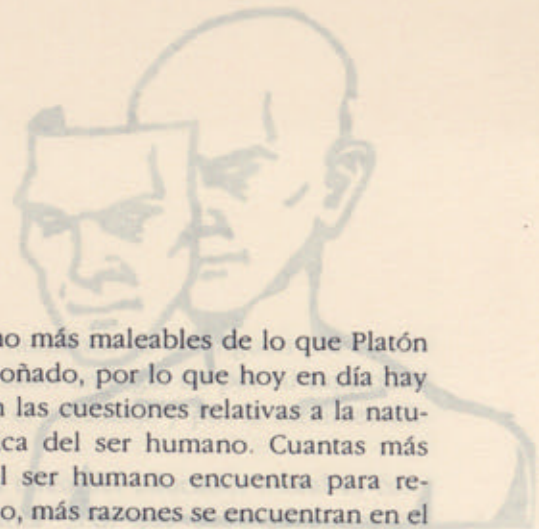 no más maleables de lo que Platón
oñado, por lo que hoy en día hay
n las cuestiones relativas a la natu-
ca del ser humano. Cuantas más
l ser humano encuentra para re-
o, más razones se encuentran en el